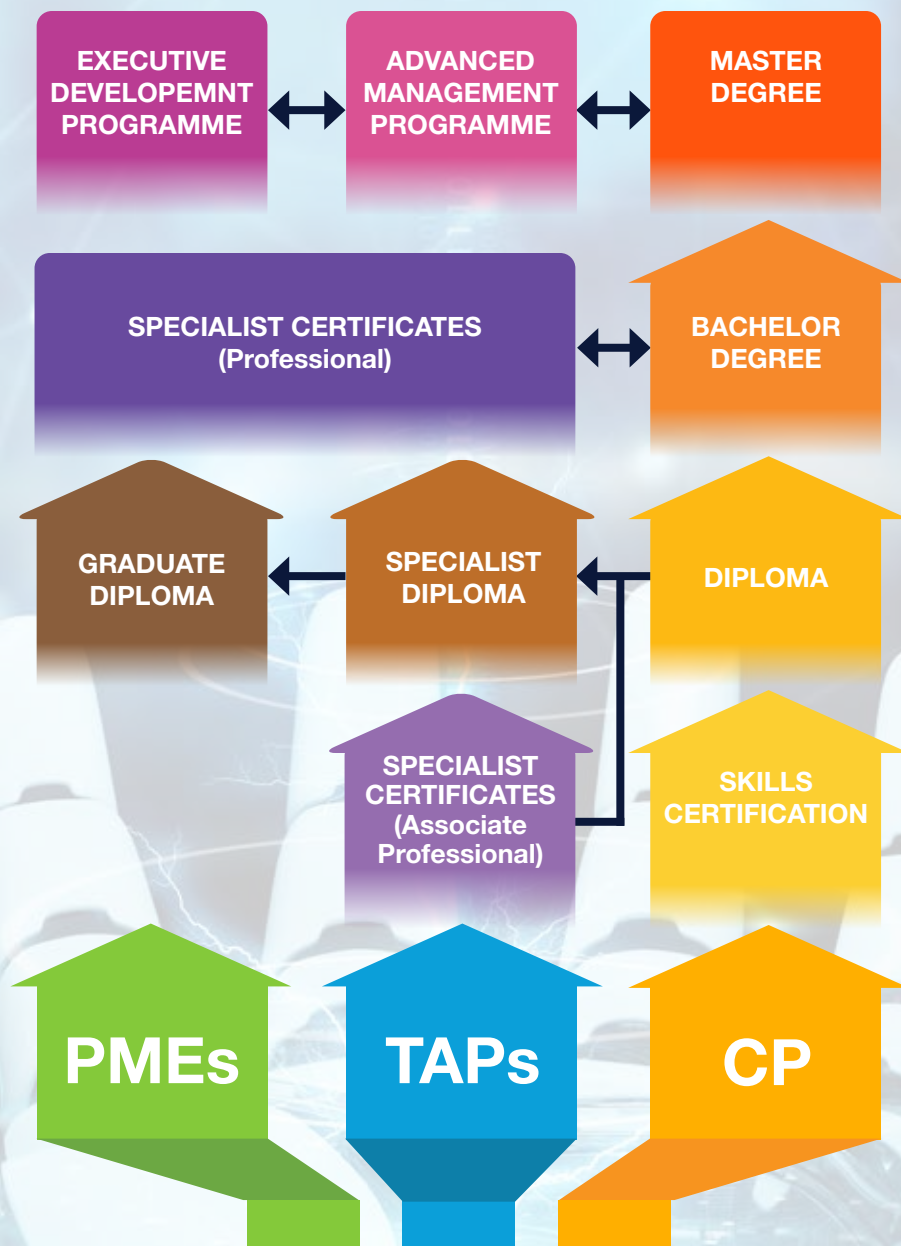 EXECUTIVE
DEVELOPEMNT
PROGRAMME
ADVANCED
MANAGEMENT
PROGRAMME
MASTER
DEGREE
SPECIALIST CERTIFICATES
(Professional)
BACHELOR
DEGREE
GRADUATE
DIPLOMA
SPECIALIST
DIPLOMA
DIPLOMA
SPECIALIST
CERTIFICATES
(Associate
Professional)
SKILLS
CERTIFICATION
PMEs
TAPs
CP